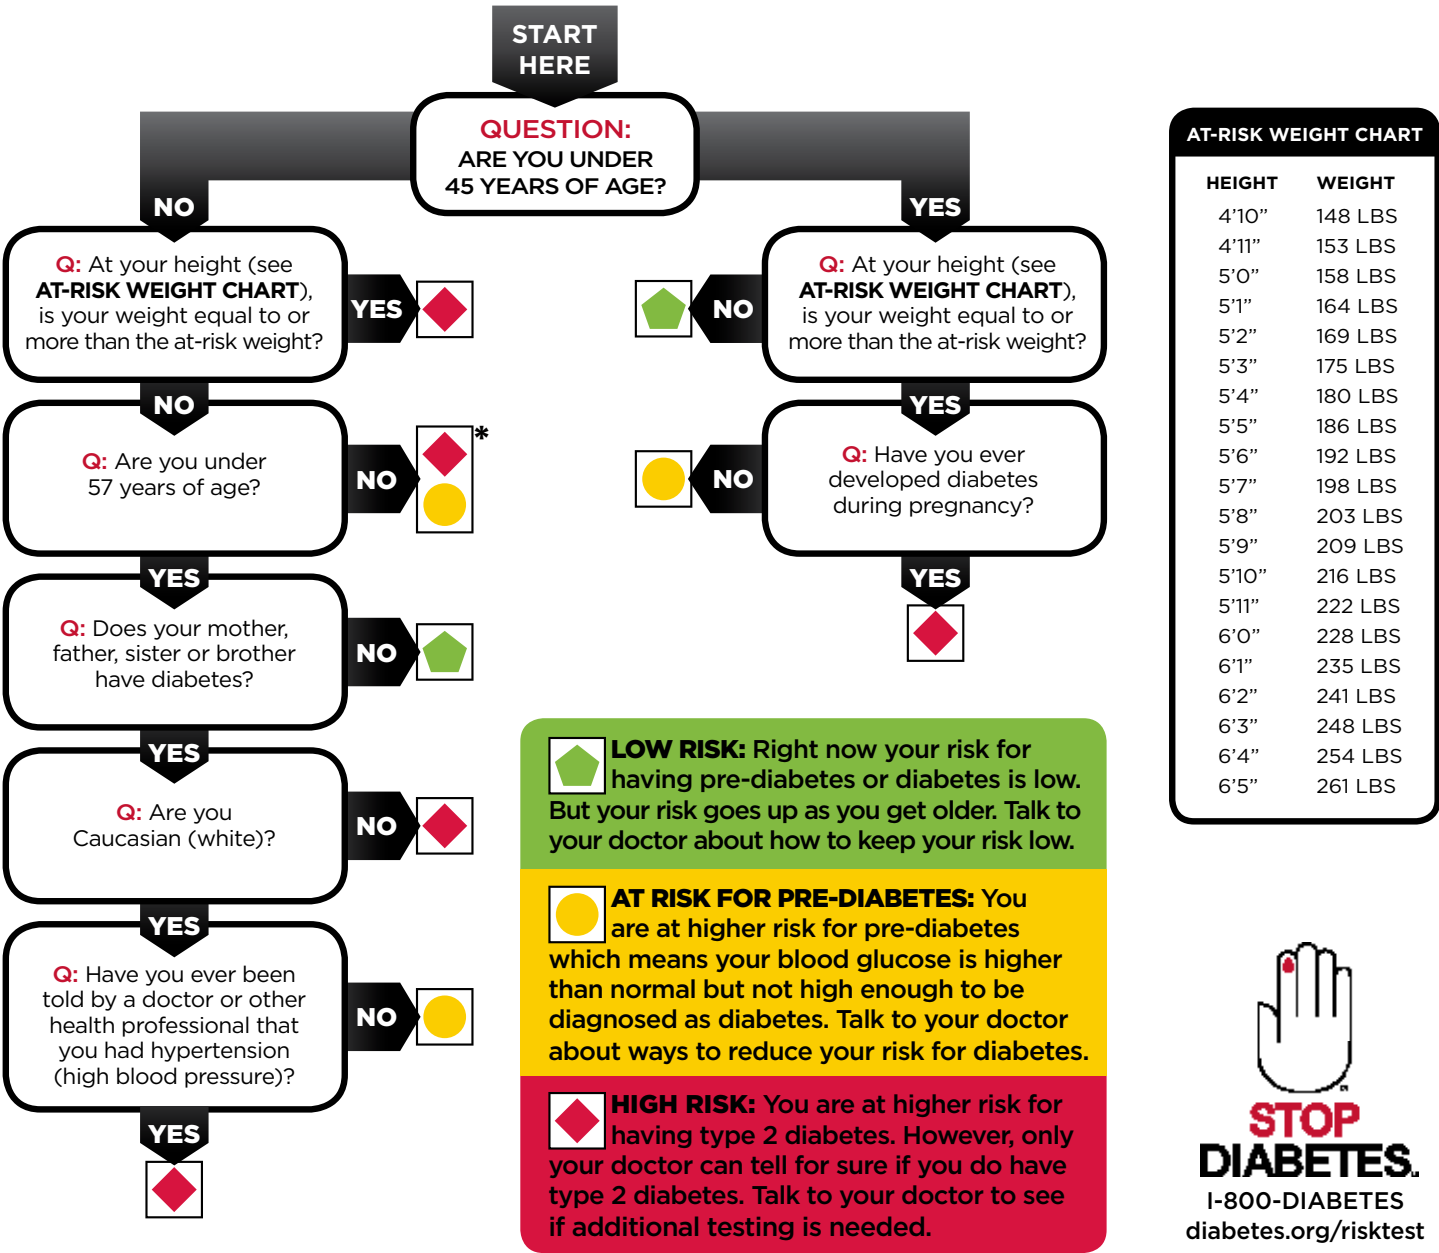 START
HERE
QUESTION:
ARE YOU UNDER
45 YEARS OF AGE?
NO
Q: At your height (see
AT-RISK WEIGHT CHART),
is your weight equal to or
more than the at-risk weight?
YES
NO
Q: Are you under
57 years of age?
NO
*
YES
Q: Does your mother,
father, sister or brother
have diabetes?
NO
YES
Q: Are you
Caucasian (white)?
NO
YES
Q: Have you ever been
told by a doctor or other
health professional that
you had hypertension
(high blood pressure)?
NO
YES
YES
Q: At your height (see
AT-RISK WEIGHT CHART),
is your weight equal to or
more than the at-risk weight?
NO
YES
Q: Have you ever
developed diabetes
during pregnancy?
NO
YES
LOW RISK: Right now your risk for
having pre-diabetes or diabetes is low.
But your risk goes up as you get older. Talk to
your doctor about how to keep your risk low.
AT RISK FOR PRE-DIABETES: You
are at higher risk for pre-diabetes
which means your blood glucose is higher
than normal but not high enough to be
diagnosed as diabetes. Talk to your doctor
about ways to reduce your risk for diabetes.
HIGH RISK: You are at higher risk for
having type 2 diabetes. However, only
your doctor can tell for sure if you do have
type 2 diabetes. Talk to your doctor to see
if additional testing is needed.
AT-RISK WEIGHT CHART
HEIGHT WEIGHT
4’10” 148 LBS
4’11” 153 LBS
5’0” 158 LBS
5’1” 164 LBS
5’2” 169 LBS
5’3” 175 LBS
5’4” 180 LBS
5’5” 186 LBS
5’6” 192 LBS
5’7” 198 LBS
5’8” 203 LBS
5’9” 209 LBS
5’10” 216 LBS
5’11” 222 LBS
6’0” 228 LBS
6’1” 235 LBS
6’2” 241 LBS
6’3” 248 LBS
6’4” 254 LBS
6’5” 261 LBS
STOP
DIABETES.
1-800-DIABETES
diabetes.org/risktest